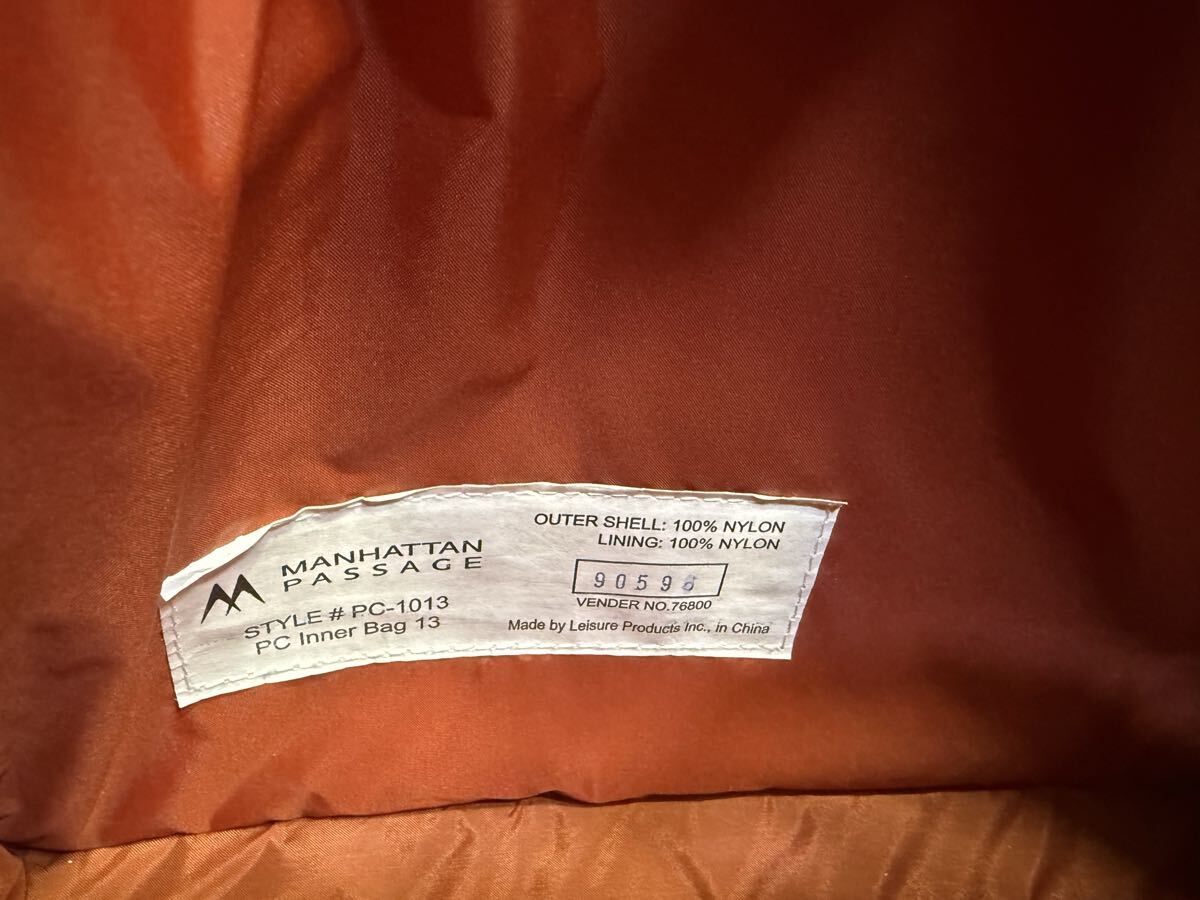 MANHATTAN
PASSAGE
STYLE # PC-1013
PC Inner Bag 13
OUTER SHELL: 100% NYLON
LINING: 100% NYLON
VENDER NO.76800
Made by Leisure Products Inc., in China